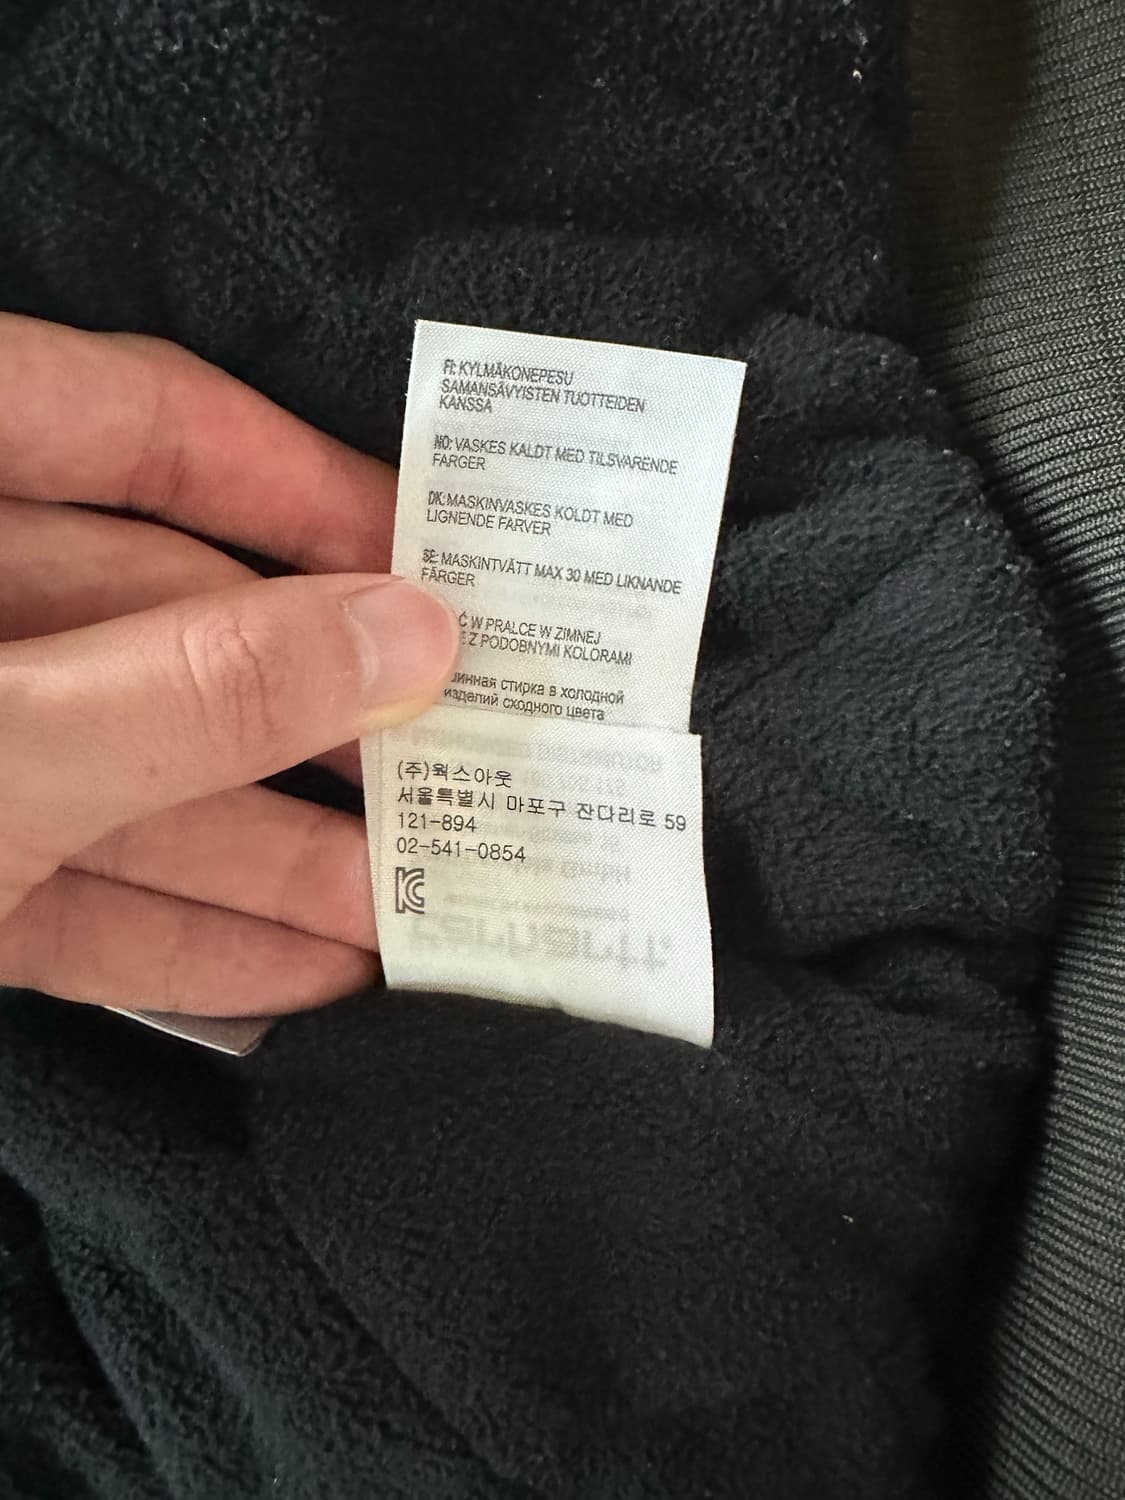 FI: KYLMÄKONEPESU
SAMANSÄVYISTEN TUOTTEIDEN
KANSSA
NO: VASKES KALDT MED TILSVARENDE
FARGER
DK: MASKINVASKES KOLDT MED
LIGNENDE FARVER
SE: MASKINTVÄTT MAX 30 MED LIKNANDE
FÄRGER
W PRALCE W ZIMNEJ
Z PODOBNYMI KOLORAMI
стирка в холодной
изделий сходного цвета
(주)웍스아웃
서울특별시 마포구 잔다리로 59
121-894
02-541-0854